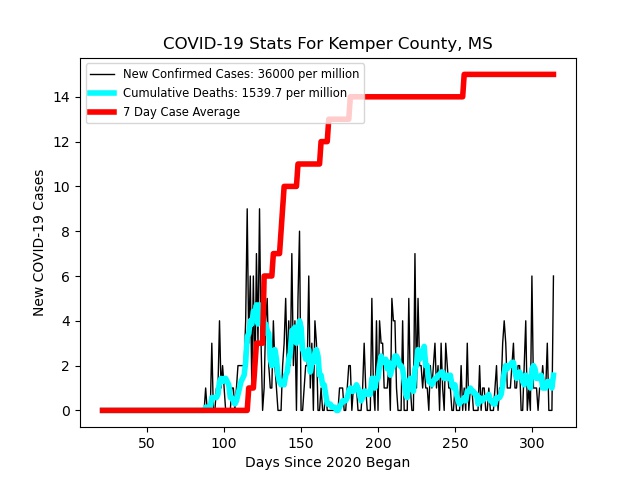 COVID-19 Stats For Kemper County, MS
New Confirmed Cases: 36000 per million
Cumulative Deaths: 1539.7 per million
7 Day Case Average
New COVID-19 Cases
14
12
10
8
6
4
2
0
50 100 150 200 250 300
Days Since 2020 Began